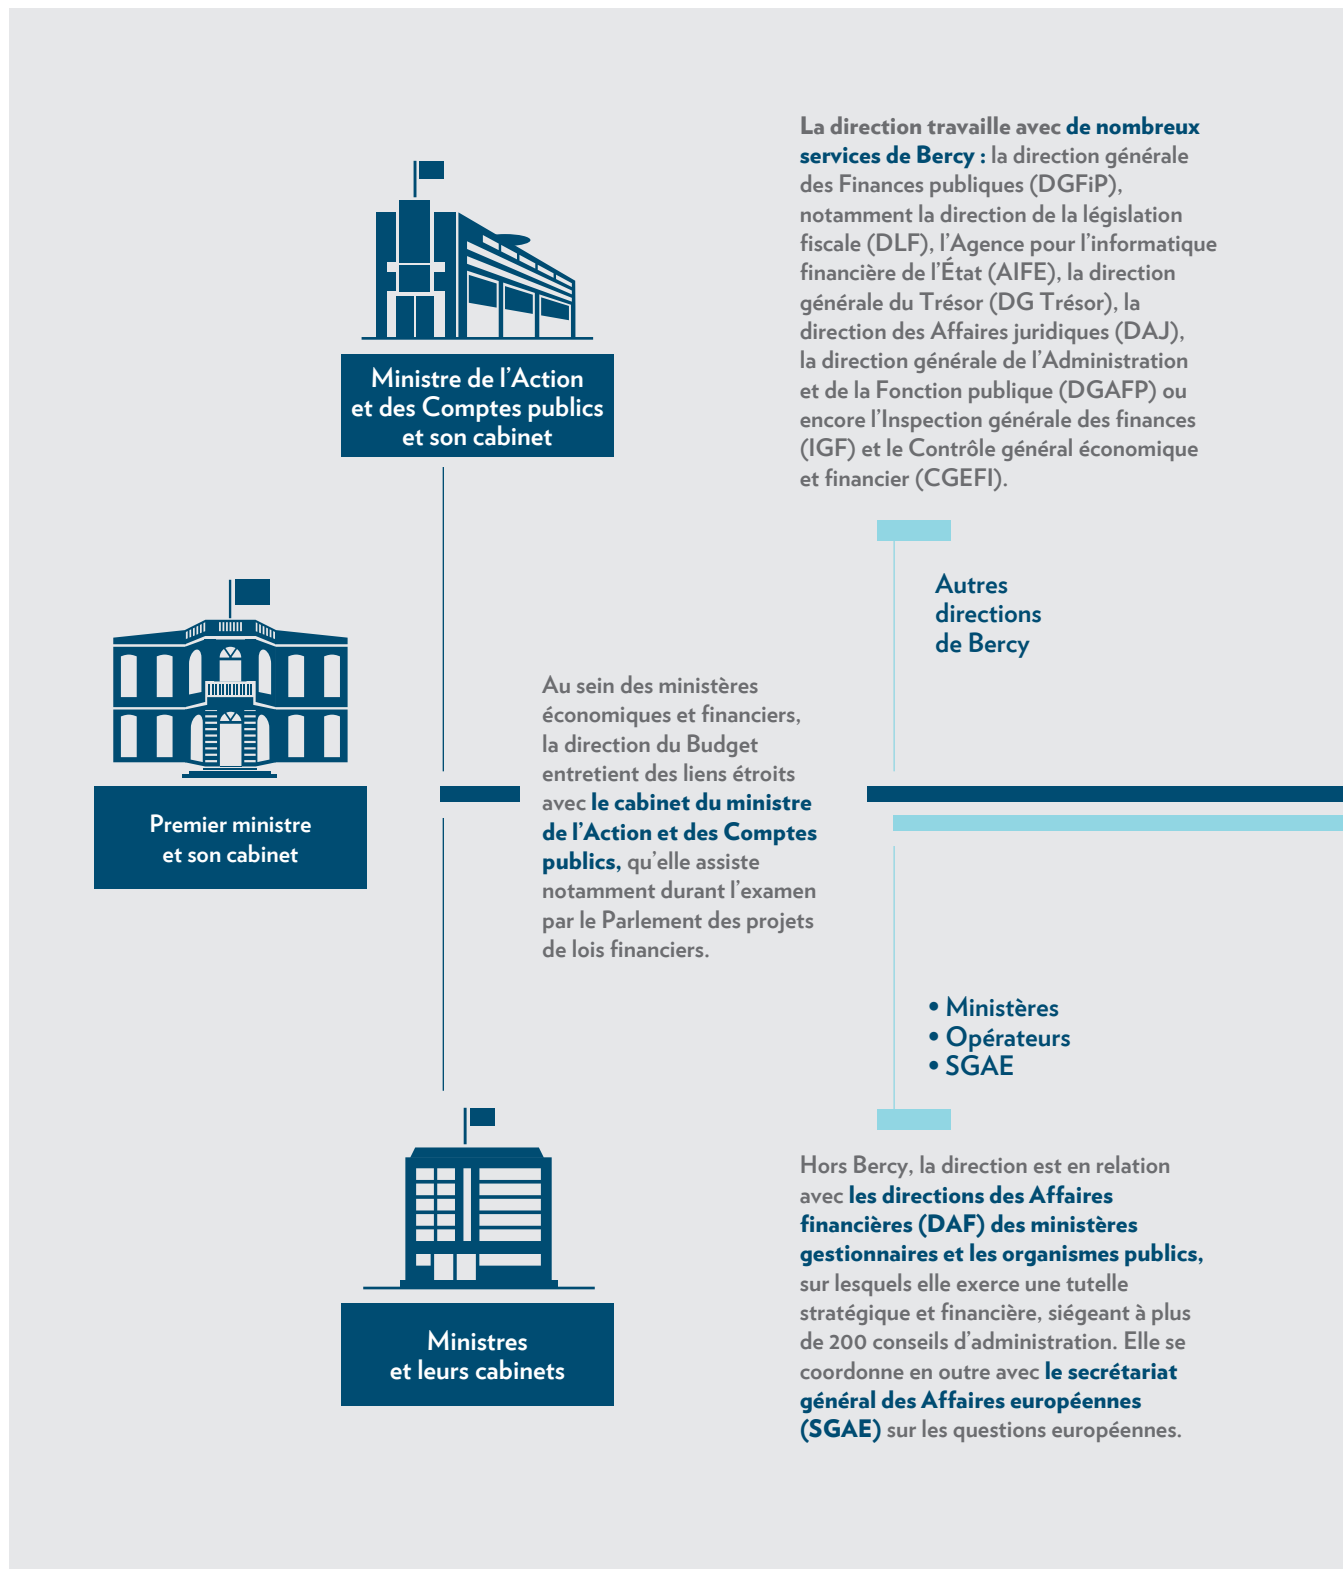 Ministre de l’Action
et des Comptes publics
et son cabinet
Premier ministre
et son cabinet
Ministres
et leurs cabinets
Au sein des ministères
économiques et financiers,
la direction du Budget
entretient des liens étroits
avec le cabinet du ministre
de l’Action et des Comptes
publics, qu’elle assiste
notamment durant l’examen
par le Parlement des projets
de lois financiers.
La direction travaille avec de nombreux
services de Bercy : la direction générale
des Finances publiques (DGFiP),
notamment la direction de la législation
fiscale (DLF), l’Agence pour l’informatique
financière de l’État (AIFE), la direction
générale du Trésor (DG Trésor), la
direction des Affaires juridiques (DAJ),
la direction générale de l’Administration
et de la Fonction publique (DGAFP) ou
encore l’Inspection générale des finances
(IGF) et le Contrôle général économique
et financier (CGEFI).
Autres
directions
de Bercy
• Ministères
• Opérateurs
• SGAE
Hors Bercy, la direction est en relation
avec les directions des Affaires
financières (DAF) des ministères
gestionnaires et les organismes publics,
sur lesquels elle exerce une tutelle
stratégique et financière, siégeant à plus
de 200 conseils d’administration. Elle se
coordonne en outre avec le secrétariat
général des Affaires européennes
(SGAE) sur les questions européennes.